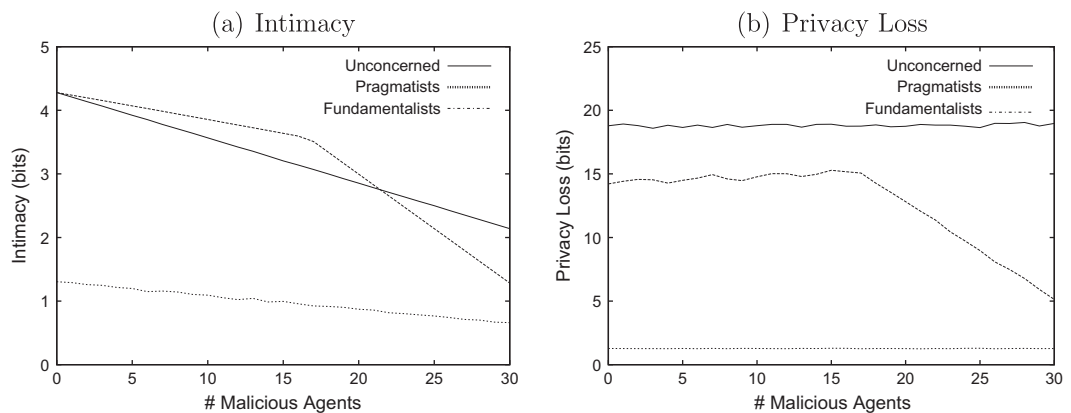 (a) Intimacy
5
4
3
2
1
0
Intimacy (bits)
Unconcerned
Pragmatists
Fundamentalists
0 5 10 15 20 25 30
# Malicious Agents
(b) Privacy Loss
25
20
15
10
5
0
Privacy Loss (bits)
Unconcerned
Pragmatists
Fundamentalists
0 5 10 15 20 25 30
# Malicious Agents